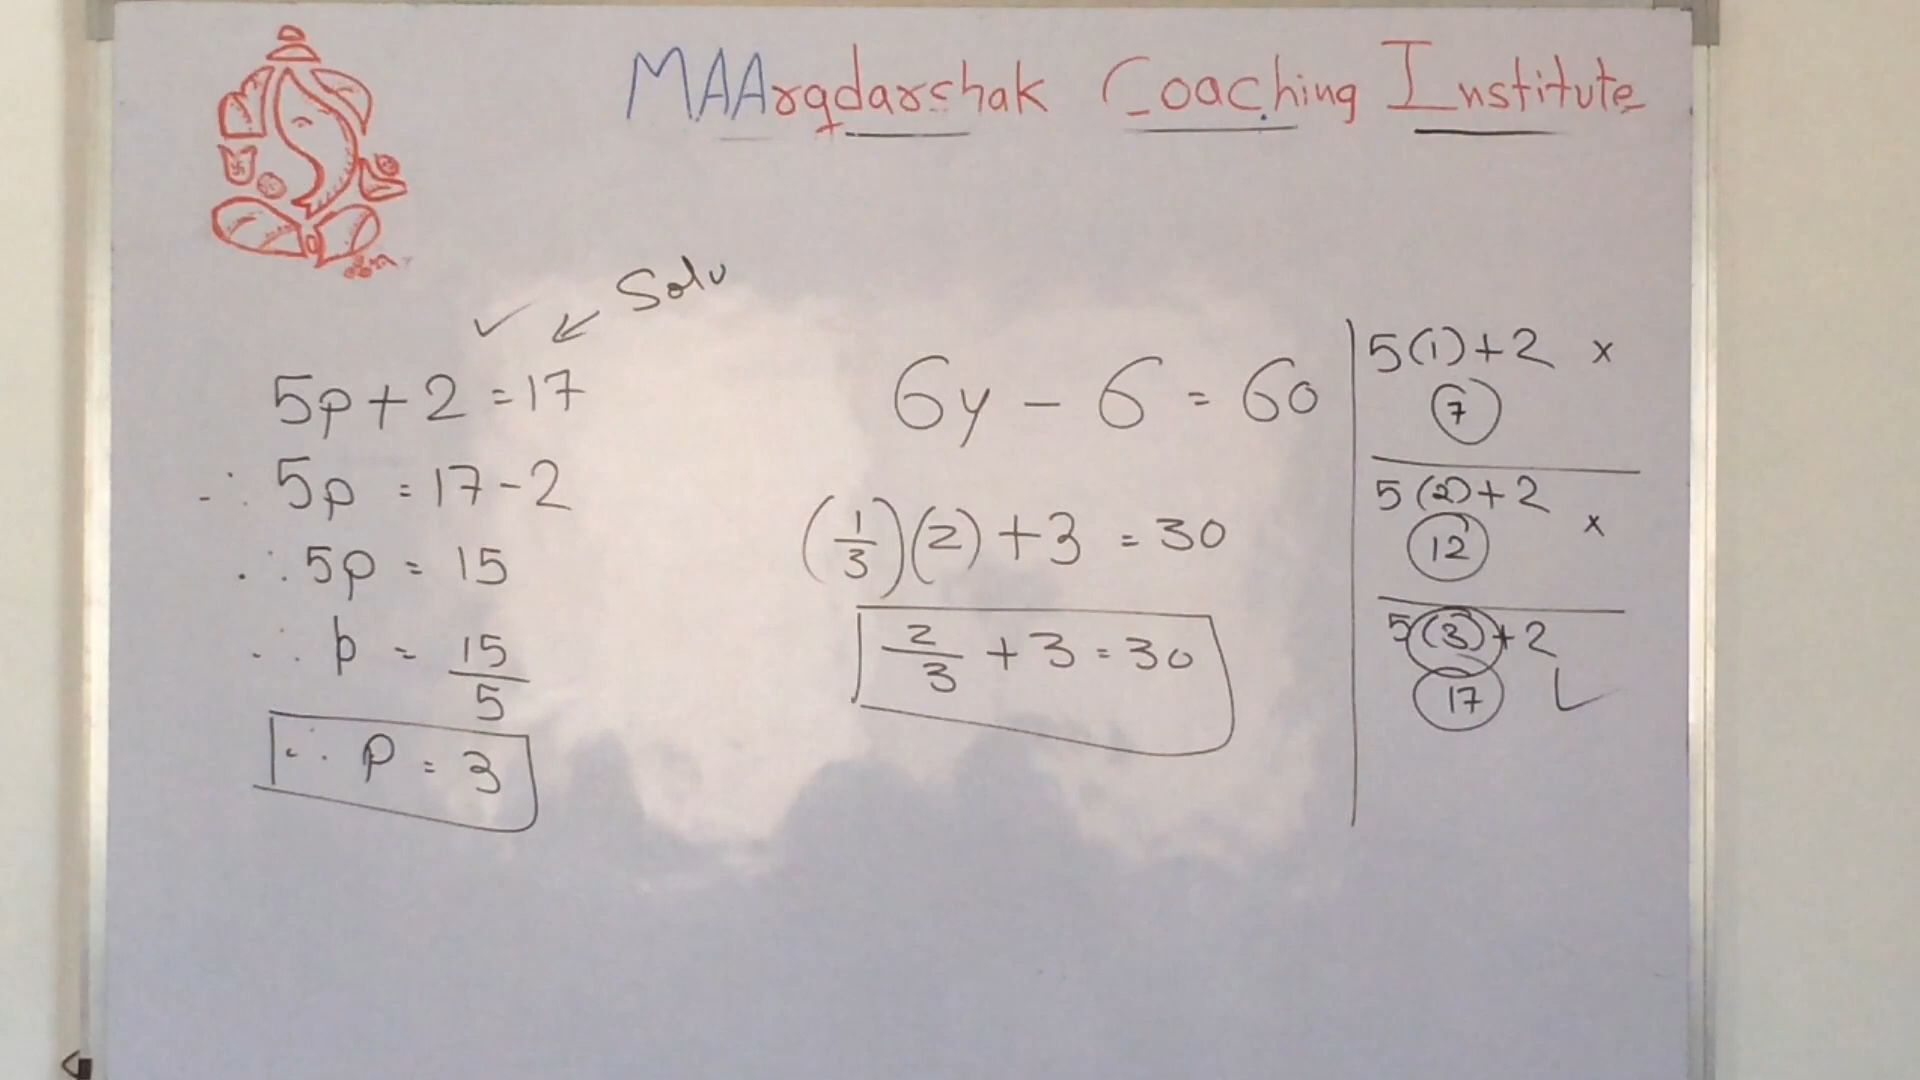 MAArgdarshak Coaching Institute
Solu
✓
5p + 2 = 17
∴ 5p = 17 - 2
∴ 5p = 15
∴ p = 15/5
∴ P = 3
6y - 6 = 60
(1/3)(2) + 3 = 30
2/3 + 3 = 30
5(1) + 2 ×
7
5(2) + 2 ×
12
5(3) + 2
17 ✓